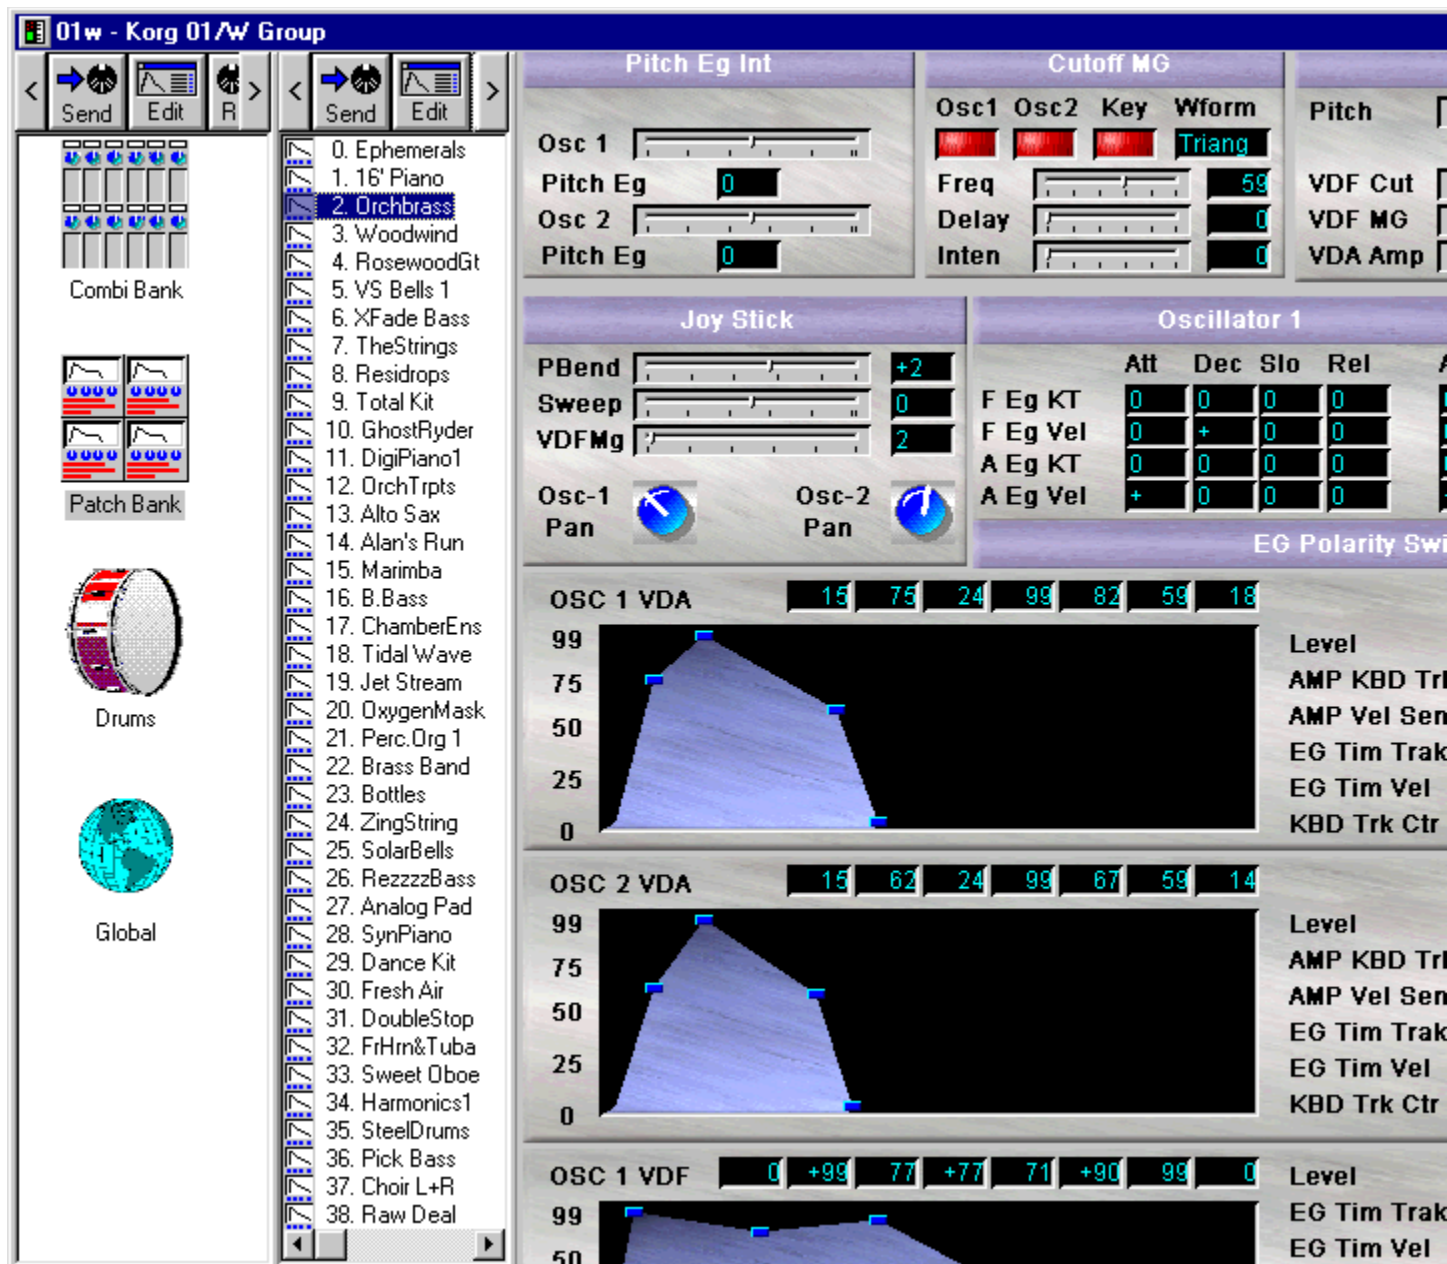 01w - Korg 01/W Group
< Send Edit R >
< Send Edit >
Combi Bank
Patch Bank
Drums
Global
0. Ephemerals
1. 16' Piano
2. Orchbrass
3. Woodwind
4. RosewoodGt
5. VS Bells 1
6. XFade Bass
7. TheStrings
8. Residrops
9. Total Kit
10. GhostRyder
11. DigiPiano1
12. OrchTrpts
13. Alto Sax
14. Alan's Run
15. Marimba
16. B.Bass
17. ChamberEns
18. Tidal Wave
19. Jet Stream
20. OxygenMask
21. Perc.Org 1
22. Brass Band
23. Bottles
24. ZingString
25. SolarBells
26. RezzzzBass
27. Analog Pad
28. SynPiano
29. Dance Kit
30. Fresh Air
31. DoubleStop
32. FrHrn&Tuba
33. Sweet Oboe
34. Harmonics1
35. SteelDrums
36. Pick Bass
37. Choir L+R
38. Raw Deal
Pitch Eg Int
Osc 1
Pitch Eg 0
Osc 2
Pitch Eg 0
Cutoff MG
Osc1 Osc2 Key Wform
Triang
Freq 59
Delay 0
Inten 0
Pitch
VDF Cut
VDF MG
VDA Amp
Joy Stick
PBend +2
Sweep 0
VDFMg 2
Osc-1 Pan
Osc-2 Pan
Oscillator 1
Att Dec Slo Rel
F Eg KT 0 0 0 0
F Eg Vel 0 + 0 0
A Eg KT 0 0 0 0
A Eg Vel + 0 0 0
EG Polarity Swi
OSC 1 VDA 15 75 24 99 82 59 18
99
75
50
25
0
Level
AMP KBD Trk
AMP Vel Sen
EG Tim Trak
EG Tim Vel
KBD Trk Ctr
OSC 2 VDA 15 62 24 99 67 59 14
99
75
50
25
0
Level
AMP KBD Trk
AMP Vel Sen
EG Tim Trak
EG Tim Vel
KBD Trk Ctr
OSC 1 VDF 0 +99 77 +77 71 +90 99 0
99
50
Level
EG Tim Trak
EG Tim Vel